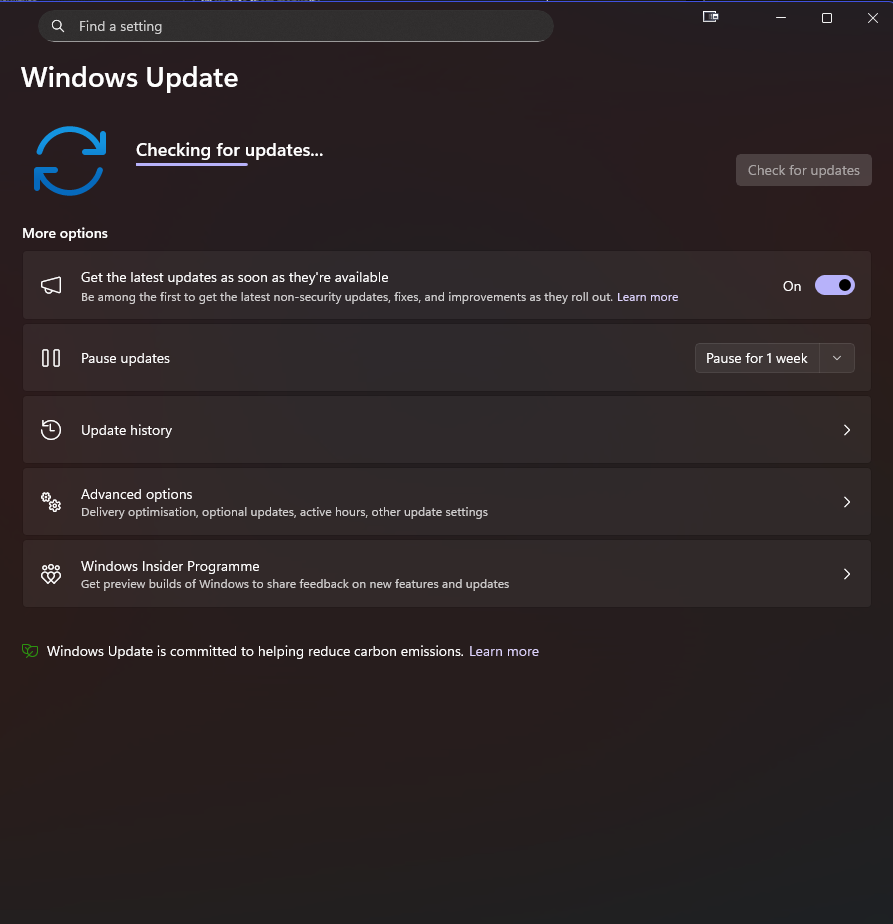 Find a setting
Windows Update
Checking for updates...
Check for updates
More options
Get the latest updates as soon as they're available
Be among the first to get the latest non-security updates, fixes, and improvements as they roll out. Learn more
On
Pause updates
Pause for 1 week
Update history
Advanced options
Delivery optimisation, optional updates, active hours, other update settings
Windows Insider Programme
Get preview builds of Windows to share feedback on new features and updates
Windows Update is committed to helping reduce carbon emissions. Learn more